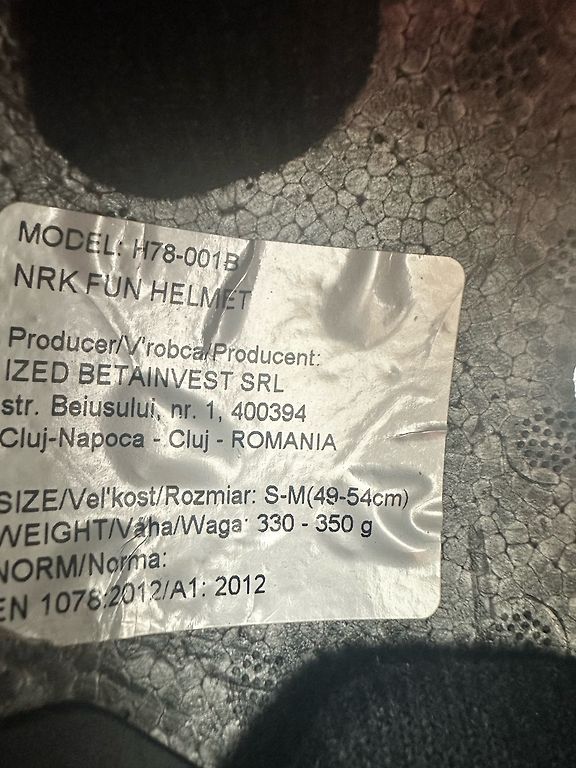 MODEL: H78-001B
NRK FUN HELMET
Producer/V'robca/Producent:
IZED BETAINVEST SRL
str. Beiusului, nr. 1, 400394
Cluj-Napoca - Cluj - ROMANIA
SIZE/Vel'kost/Rozmiar: S-M(49-54cm)
WEIGHT/Váha/Waga: 330 - 350 g
NORM/Norma:
EN 1078:2012/A1: 2012